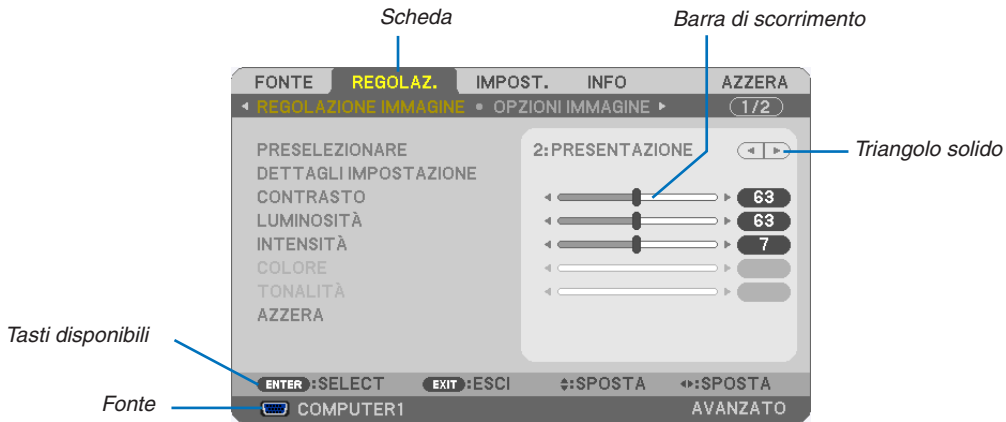 Scheda
Barra di scorrimento
FONTE REGOLAZ. IMPOST. INFO AZZERA
REGOLAZIONE IMMAGINE • OPZIONI IMMAGINE 1/2
PRESELEZIONARE 2:PRESENTAZIONE
Triangolo solido
DETTAGLI IMPOSTAZIONE
CONTRASTO 63
LUMINOSITÀ 63
INTENSITÀ 7
COLORE
TONALITÀ
AZZERA
Tasti disponibili
ENTER :SELECT EXIT :ESCI :SPOSTA :SPOSTA
Fonte
COMPUTER1 AVANZATO